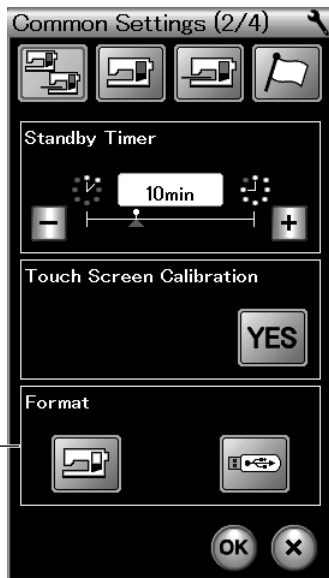 Common Settings (2/4)
Standby Timer
10min
Touch Screen Calibration
YES
Format
OK